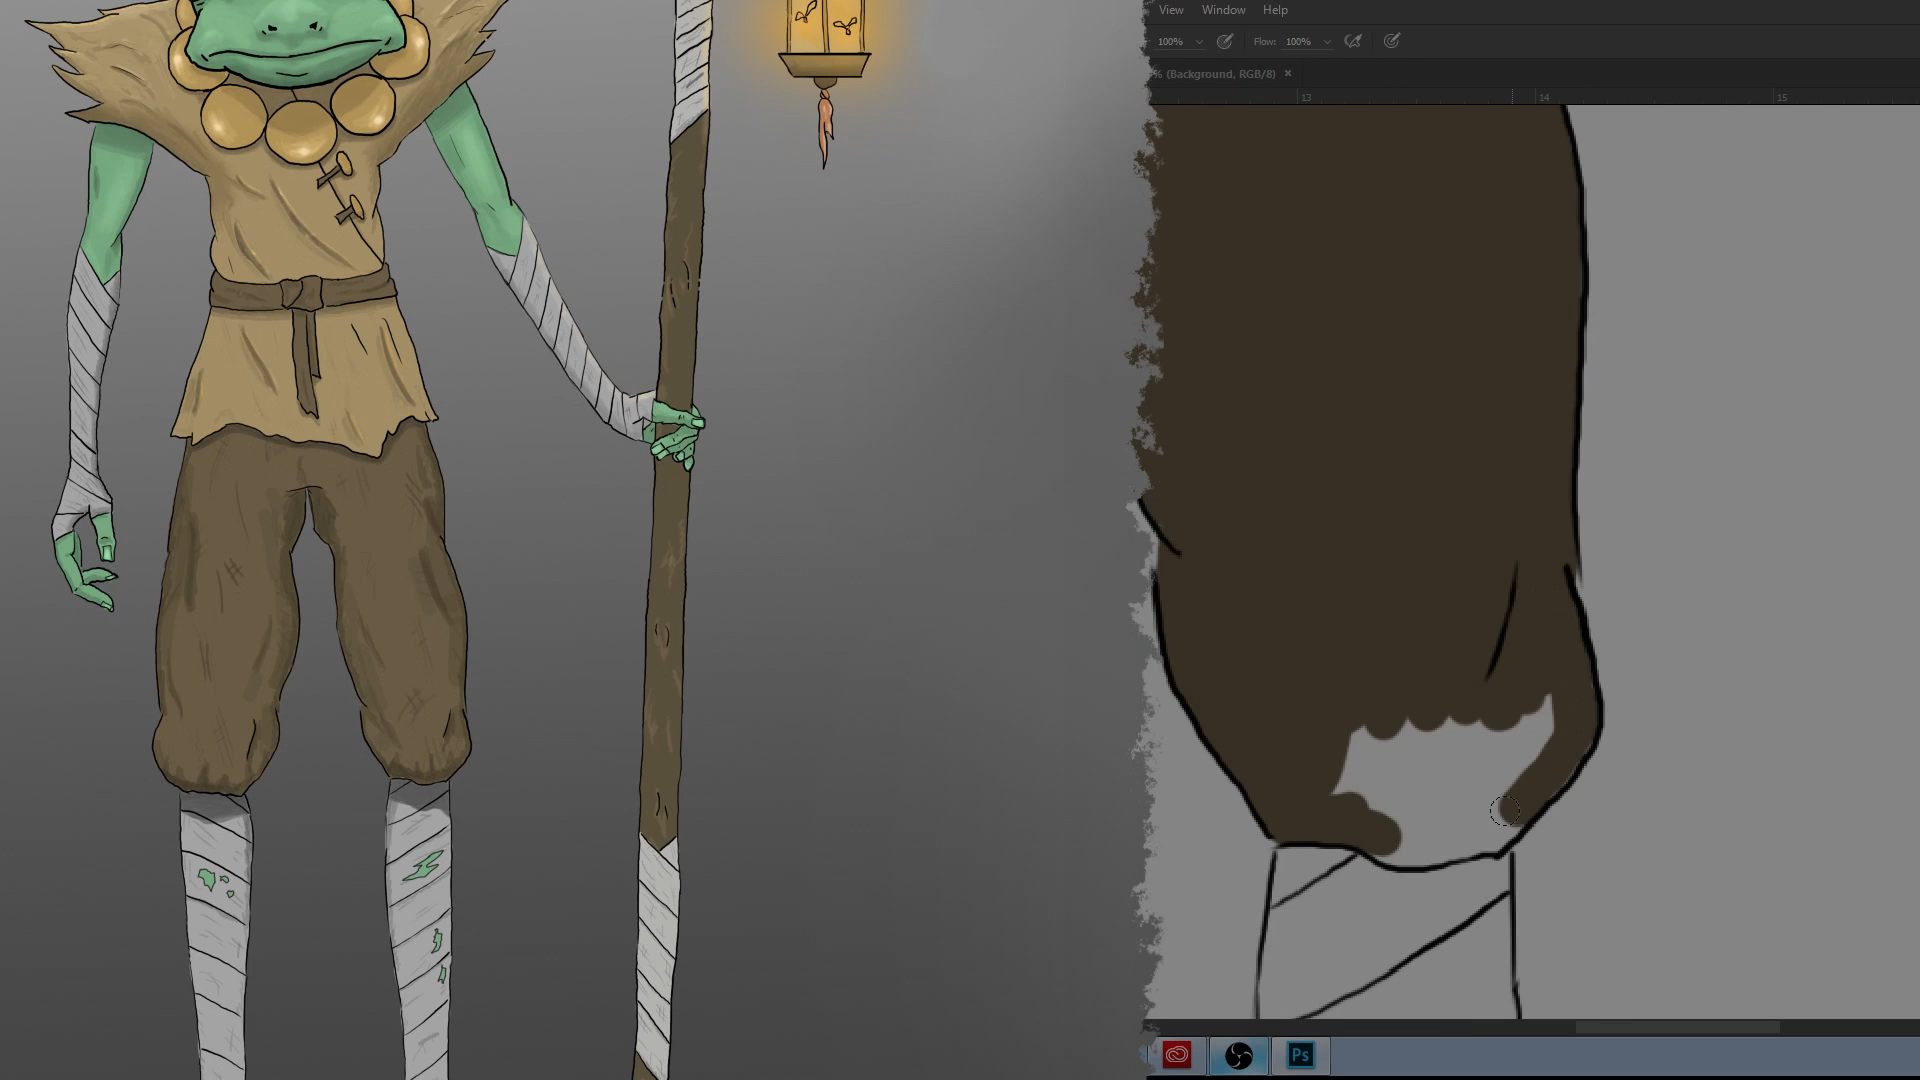 View Window Help
100% Flow: 100%
% (Background, RGB/8) ×
13 14 15
Ps